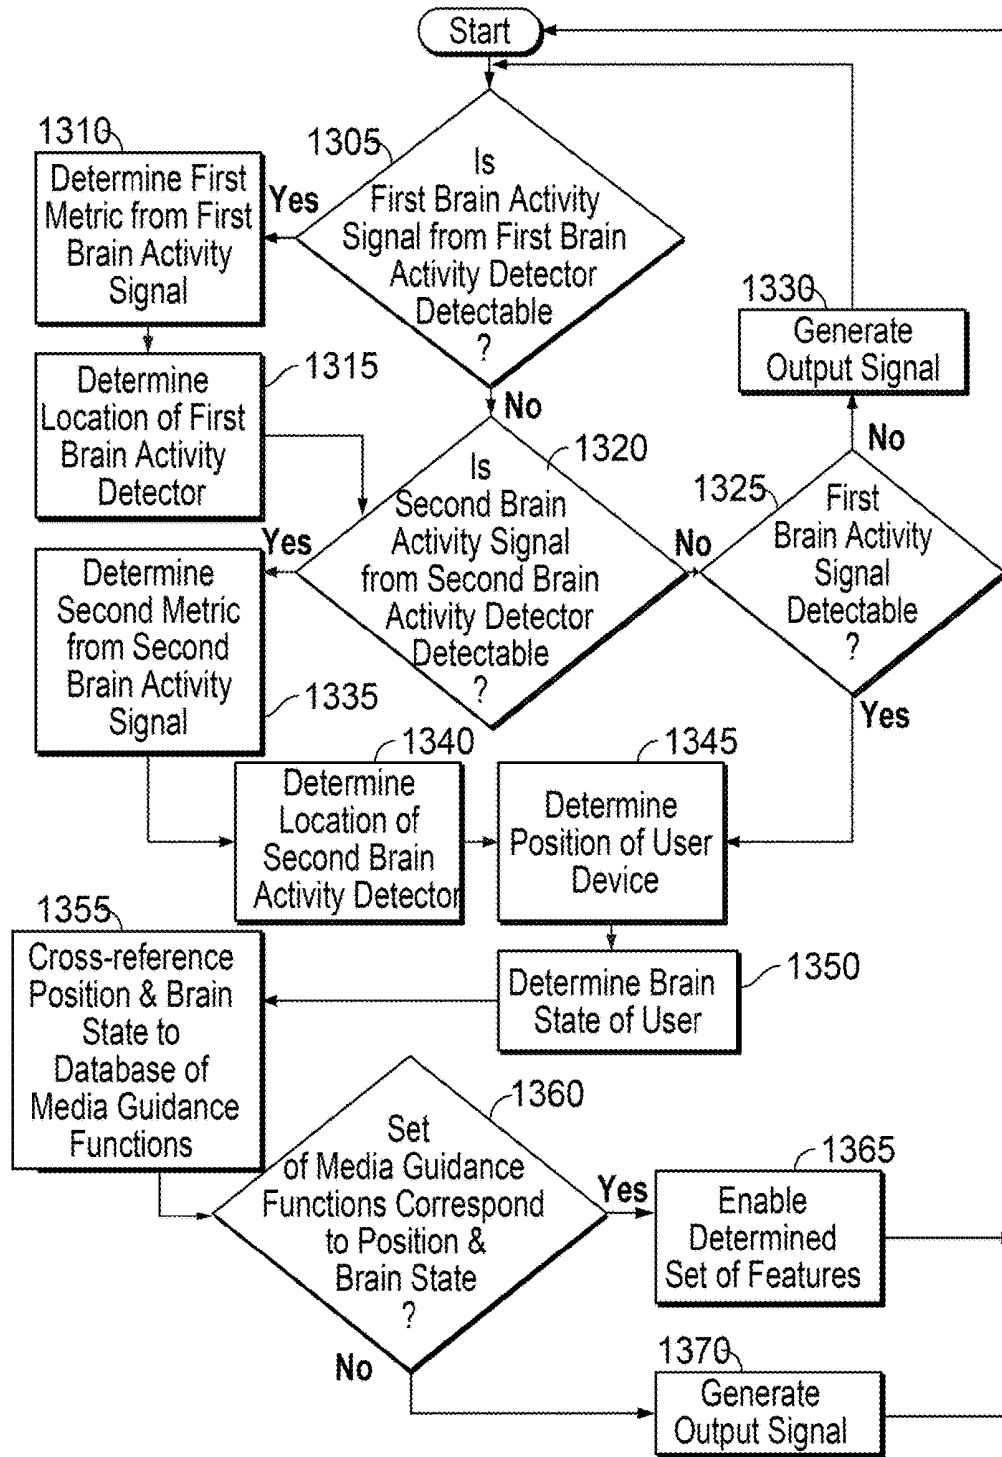 Start
1305
Is
First Brain Activity
Signal from First Brain
Activity Detector
Detectable
?
Yes
No
1310
Determine First
Metric from First
Brain Activity
Signal
1315
Determine
Location of First
Brain Activity
Detector
1320
Is
Second Brain
Activity Signal
from Second Brain
Activity Detector
Detectable
?
Yes
No
1325
First
Brain Activity
Signal
Detectable
?
No
Yes
1330
Generate
Output Signal
Determine
Second Metric
from Second
Brain Activity
Signal
1335
1340
Determine
Location of
Second Brain
Activity Detector
1345
Determine
Position of User
Device
1350
Determine Brain
State of User
1355
Cross-reference
Position & Brain
State to
Database of
Media Guidance
Functions
1360
Set
of Media Guidance
Functions Correspond
to Position &
Brain State
?
Yes
No
1365
Enable
Determined
Set of Features
1370
Generate
Output Signal